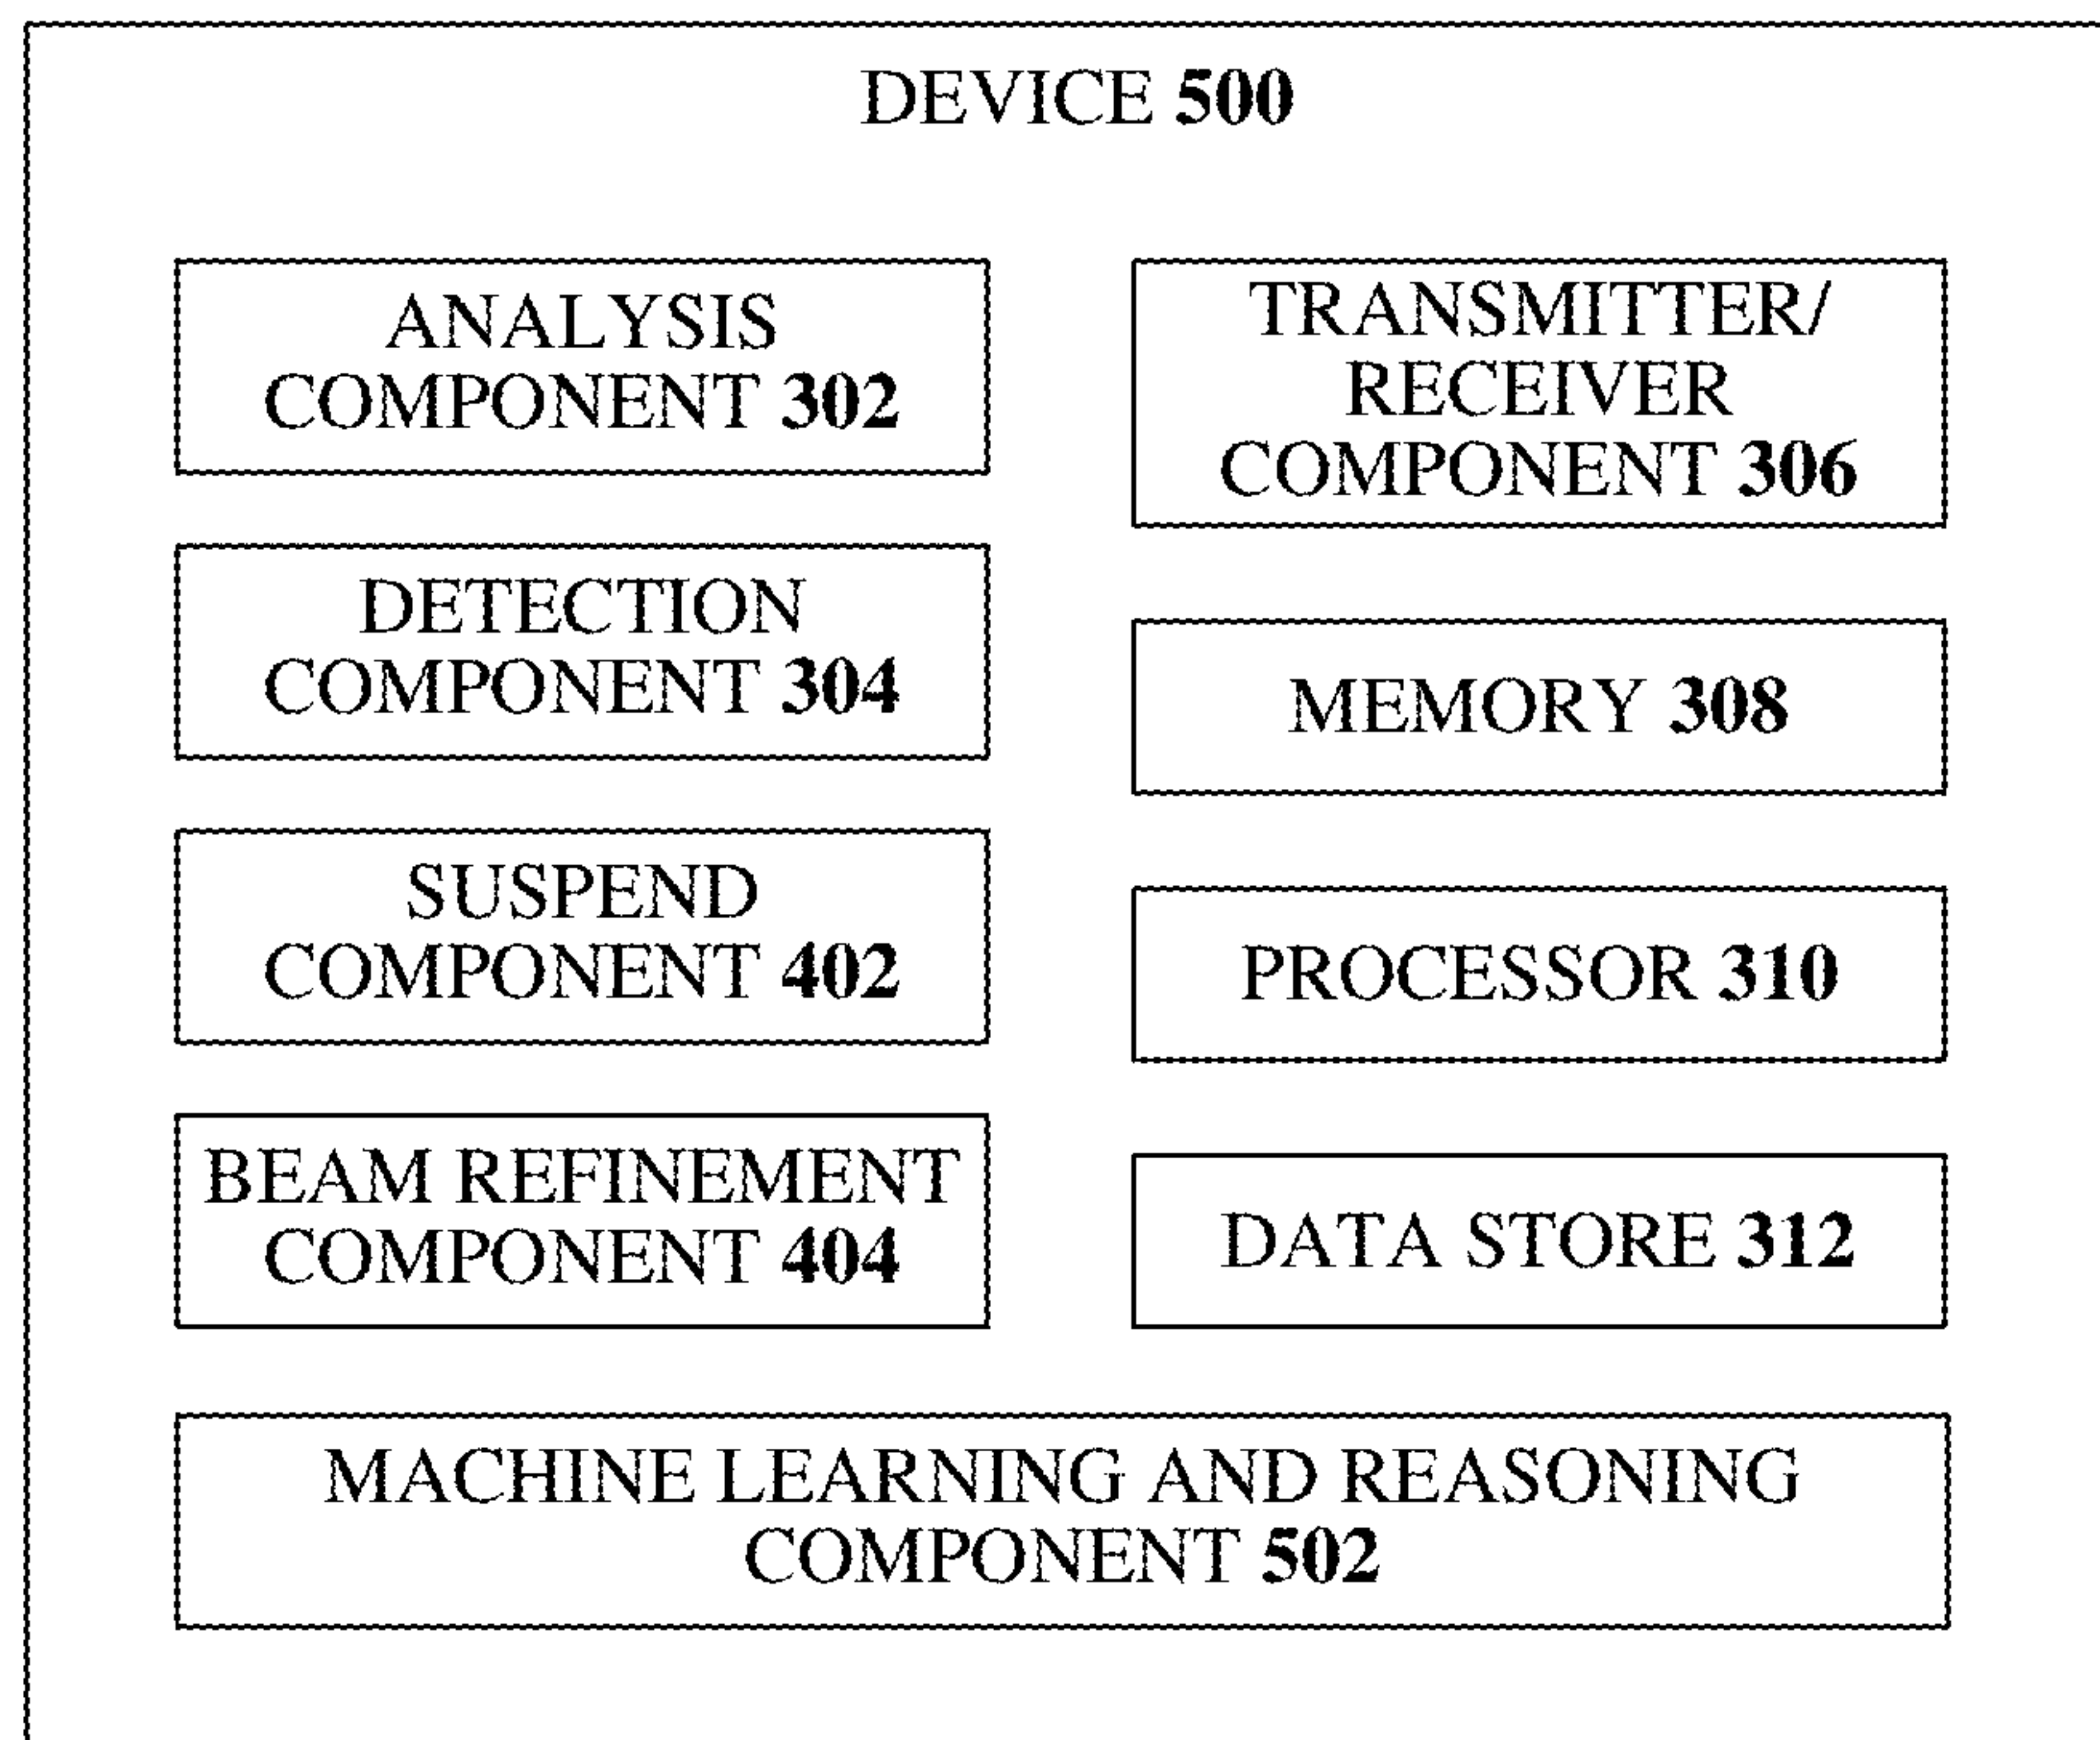 DEVICE 500
ANALYSIS
COMPONENT 302
DETECTION
COMPONENT 304
SUSPEND
COMPONENT 402
BEAM REFINEMENT
COMPONENT 404
TRANSMITTER/
RECEIVER
COMPONENT 306
MEMORY 308
PROCESSOR 310
DATA STORE 312
MACHINE LEARNING AND REASONING
COMPONENT 502